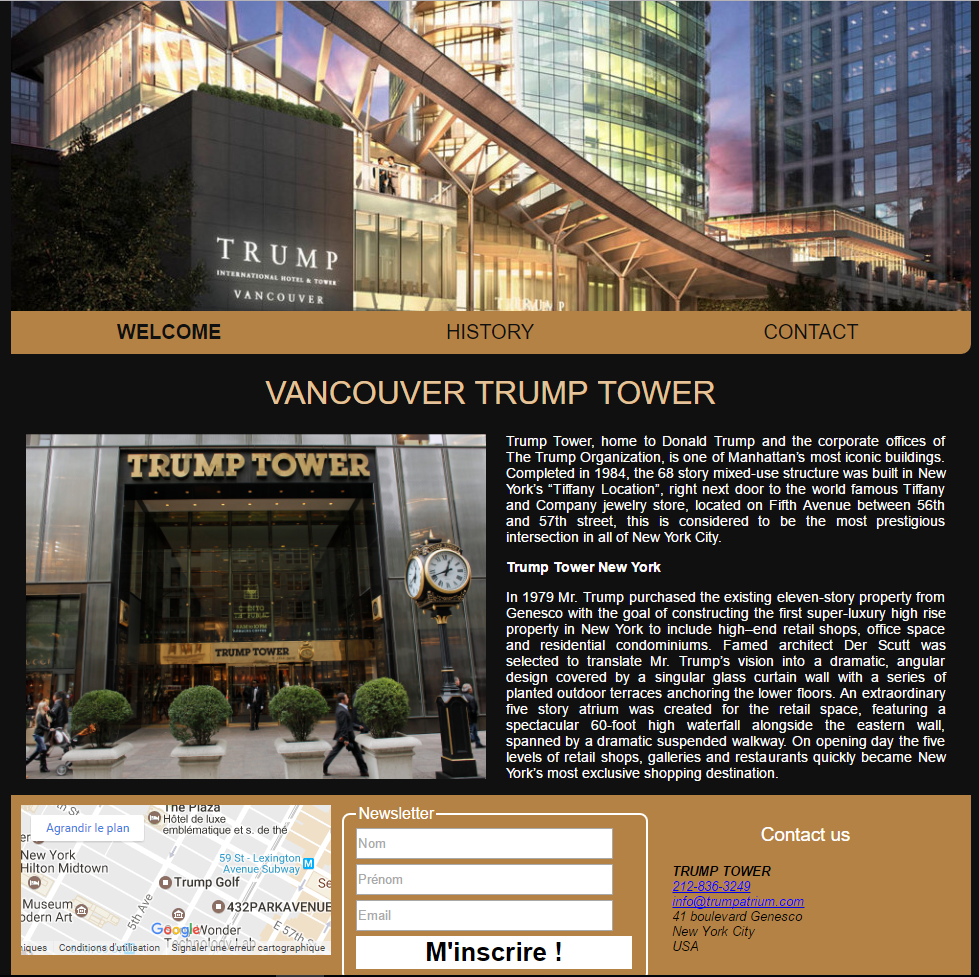 TRUMP
INTERNATIONAL HOTEL & TOWER
VANCOUVER
TRUMP
WELCOME HISTORY CONTACT
VANCOUVER TRUMP TOWER
TRUMP TOWER
TRUMP TOWER
Trump Tower, home to Donald Trump and the corporate offices of
The Trump Organization, is one of Manhattan's most iconic buildings.
Completed in 1984, the 68 story mixed-use structure was built in New
York's “Tiffany Location”, right next door to the world famous Tiffany
and Company jewelry store, located on Fifth Avenue between 56th
and 57th street, this is considered to be the most prestigious
intersection in all of New York City.
Trump Tower New York
In 1979 Mr. Trump purchased the existing eleven-story property from
Genesco with the goal of constructing the first super-luxury high rise
property in New York to include high–end retail shops, office space
and residential condominiums. Famed architect Der Scutt was
selected to translate Mr. Trump's vision into a dramatic, angular
design covered by a singular glass curtain wall with a series of
planted outdoor terraces anchoring the lower floors. An extraordinary
five story atrium was created for the retail space, featuring a
spectacular 60-foot high waterfall alongside the eastern wall,
spanned by a dramatic suspended walkway. On opening day the five
levels of retail shops, galleries and restaurants quickly became New
York's most exclusive shopping destination.
The Plaza
Hôtel de luxe
emblématique et s. de thé
Agrandir le plan
New York
Hilton Midtown
59 St - Lexington
Avenue Subway M
Trump Golf
Se
Museum
odern Art
432PARKAVENUE
5th Ave
E 57th S
Google
Wonder
Technology Lab
iques Conditions d'utilisation Signaler une erreur cartographique
Newsletter
Nom
Prénom
Email
M'inscrire !
Contact us
TRUMP TOWER
212-836-3249
info@trumpatrium.com
41 boulevard Genesco
New York City
USA